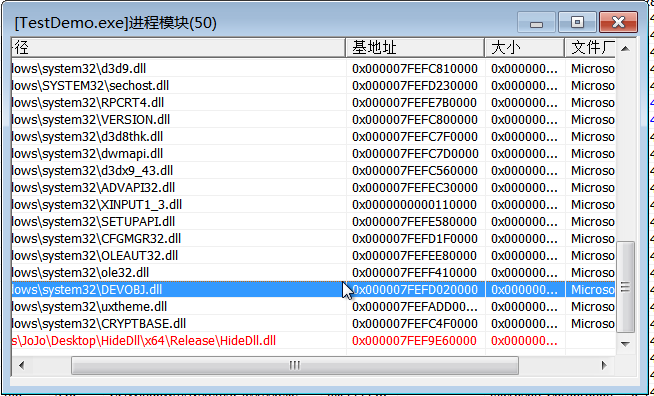 [TestDemo.exe]进程模块(50)
径 基地址 大小 文件厂
lows\system32\d3d9.dll 0x000007FEFC810000 0x000000... Microso
lows\SYSTEM32\sechost.dll 0x000007FEFD230000 0x000000... Microso
lows\system32\RPCRT4.dll 0x000007FEFE7B0000 0x000000... Microso
lows\system32\VERSION.dll 0x000007FEFC800000 0x000000... Microso
lows\system32\d3d8thk.dll 0x000007FEFC7F0000 0x000000... Microso
lows\system32\dwmapi.dll 0x000007FEFC7D0000 0x000000... Microso
lows\system32\d3dx9_43.dll 0x000007FEFC560000 0x000000... Microso
lows\system32\ADVAPI32.dll 0x000007FEFEC30000 0x000000... Microso
lows\system32\XINPUT1_3.dll 0x0000000000110000 0x000000... Microso
lows\system32\SETUPAPI.dll 0x000007FEFE580000 0x000000... Microso
lows\system32\CFGMGR32.dll 0x000007FEFD1F0000 0x000000... Microso
lows\system32\OLEAUT32.dll 0x000007FEFEE80000 0x000000... Microso
lows\system32\ole32.dll 0x000007FEFF410000 0x000000... Microso
lows\system32\DEVOBJ.dll 0x000007FEFD020000 0x000000... Microso
lows\system32\uxtheme.dll 0x000007FEFADD00... 0x000000... Microso
lows\system32\CRYPTBASE.dll 0x000007FEFC4F0000 0x000000... Microso
s\JoJo\Desktop\HideDll\x64\Release\HideDll.dll 0x000007FEF9E60000 0x000000...